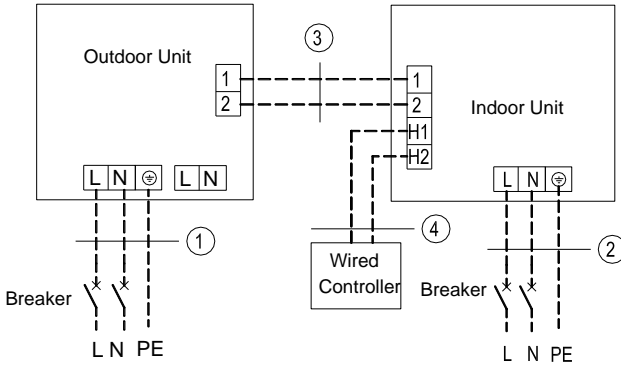 Outdoor Unit
1
2
L N ⏚ L N
1
Breaker
L N PE
3
Indoor Unit
1
2
H1
H2
L N ⏚
4
2
Wired
Controller
Breaker
L N PE